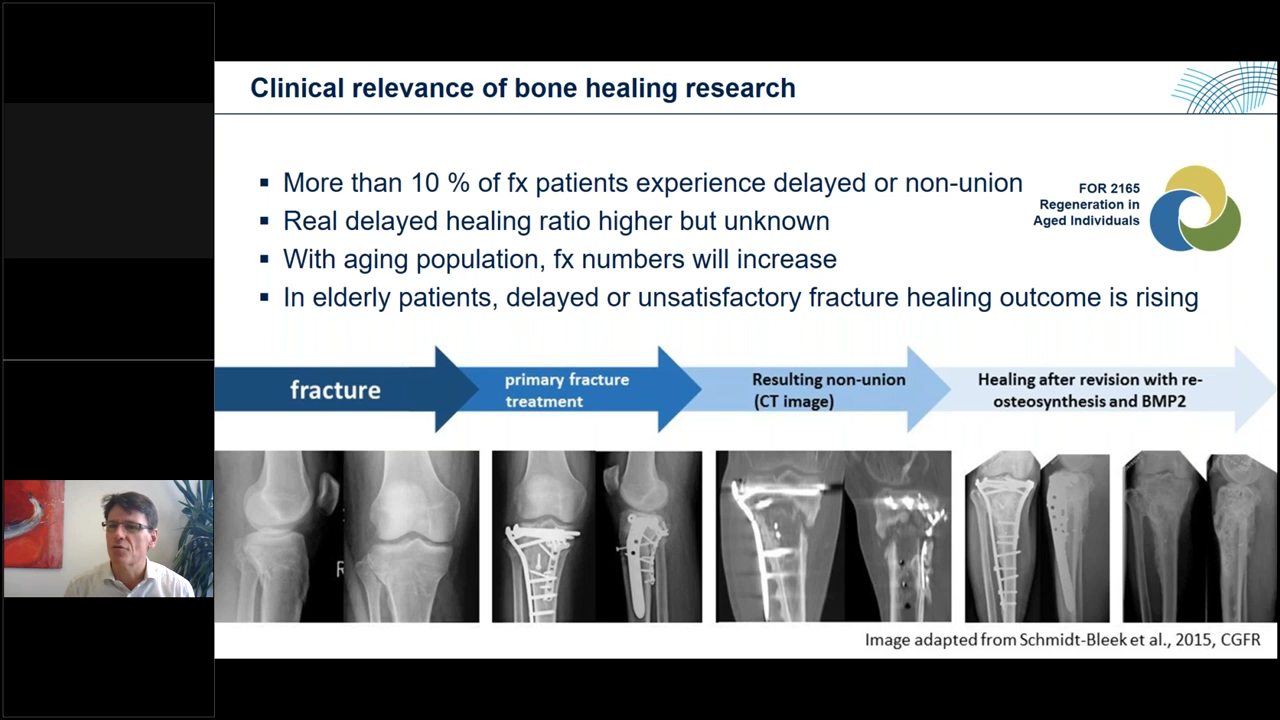 Clinical relevance of bone healing research
▪ More than 10 % of fx patients experience delayed or non-union
▪ Real delayed healing ratio higher but unknown
▪ With aging population, fx numbers will increase
▪ In elderly patients, delayed or unsatisfactory fracture healing outcome is rising
FOR 2165
Regeneration in
Aged Individuals
fracture
primary fracture
treatment
Resulting non-union
(CT image)
Healing after revision with re-
osteosynthesis and BMP2
R
Image adapted from Schmidt-Bleek et al., 2015, CGFR